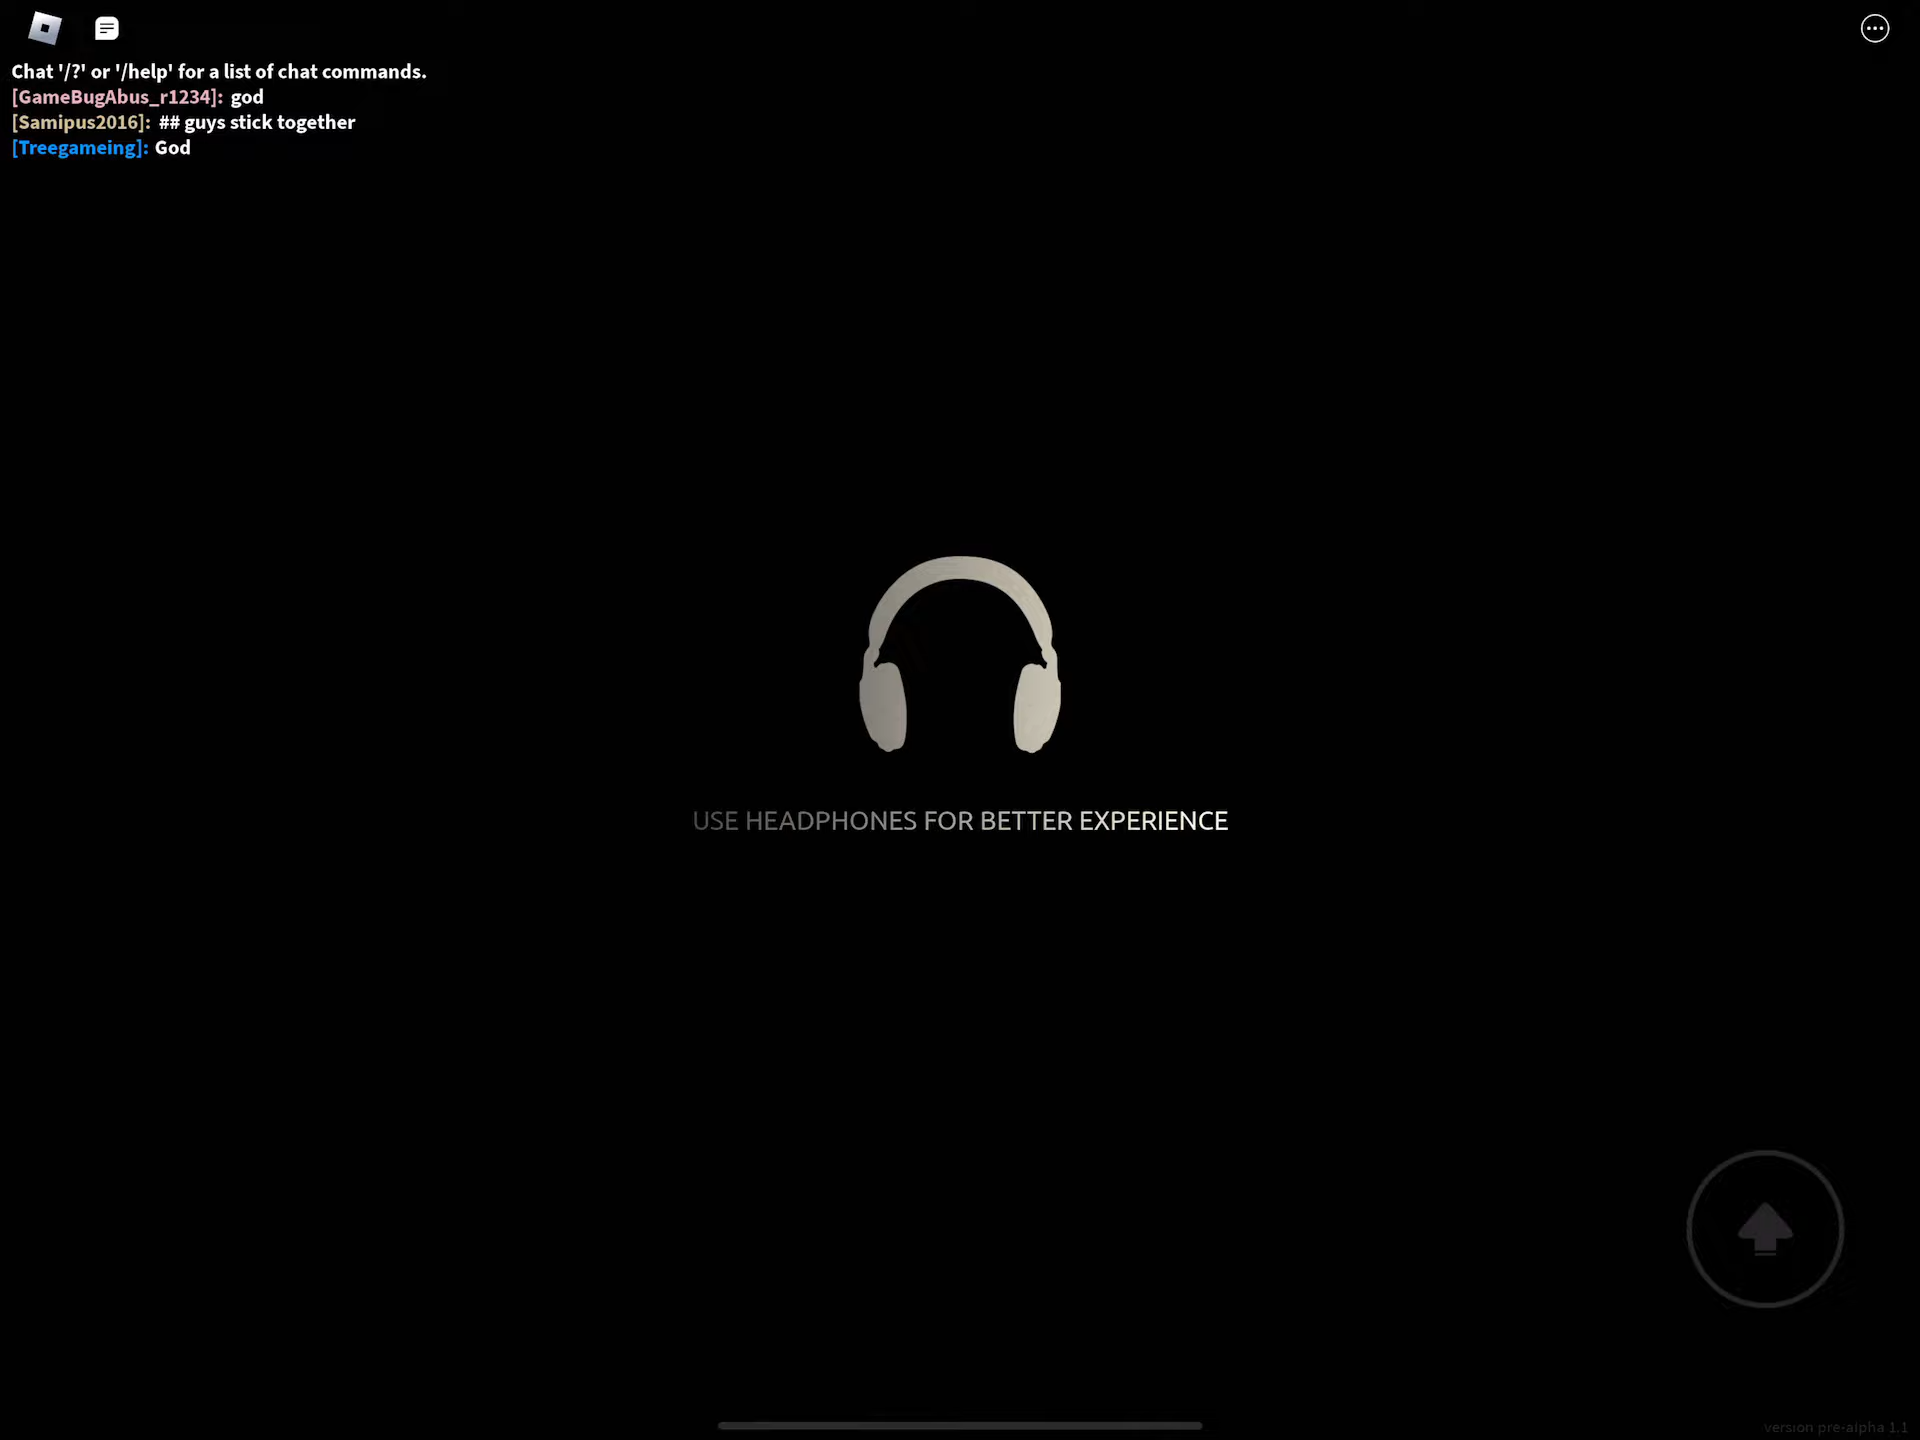 Chat '/?' or '/help' for a list of chat commands.
[GameBugAbus_r1234]: god
[Samipus2016]: ## guys stick together
[Treegameing]: God
USE HEADPHONES FOR BETTER EXPERIENCE
version pre-alpha 1.1